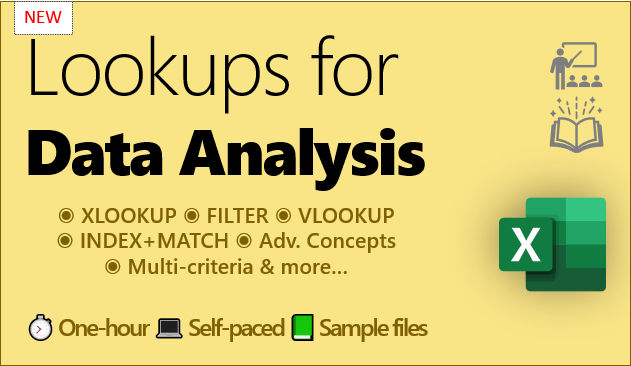 NEW
Lookups for
Data Analysis
◉ XLOOKUP ◉ FILTER ◉ VLOOKUP
◉ INDEX+MATCH ◉ Adv. Concepts
◉ Multi-criteria & more...
One-hour Self-paced Sample files
X